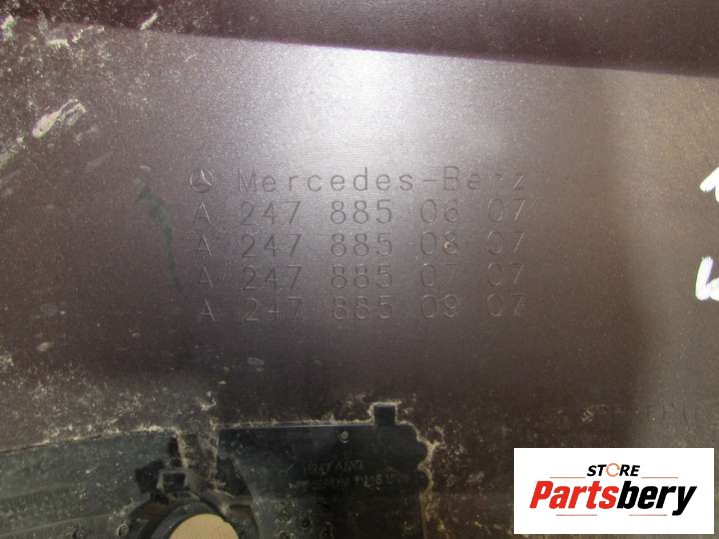 Mercedes-Benz
A 247 885 06 07
A 247 885 08 07
A 247 885 07 07
A 247 885 09 07
STORE
Partsbery